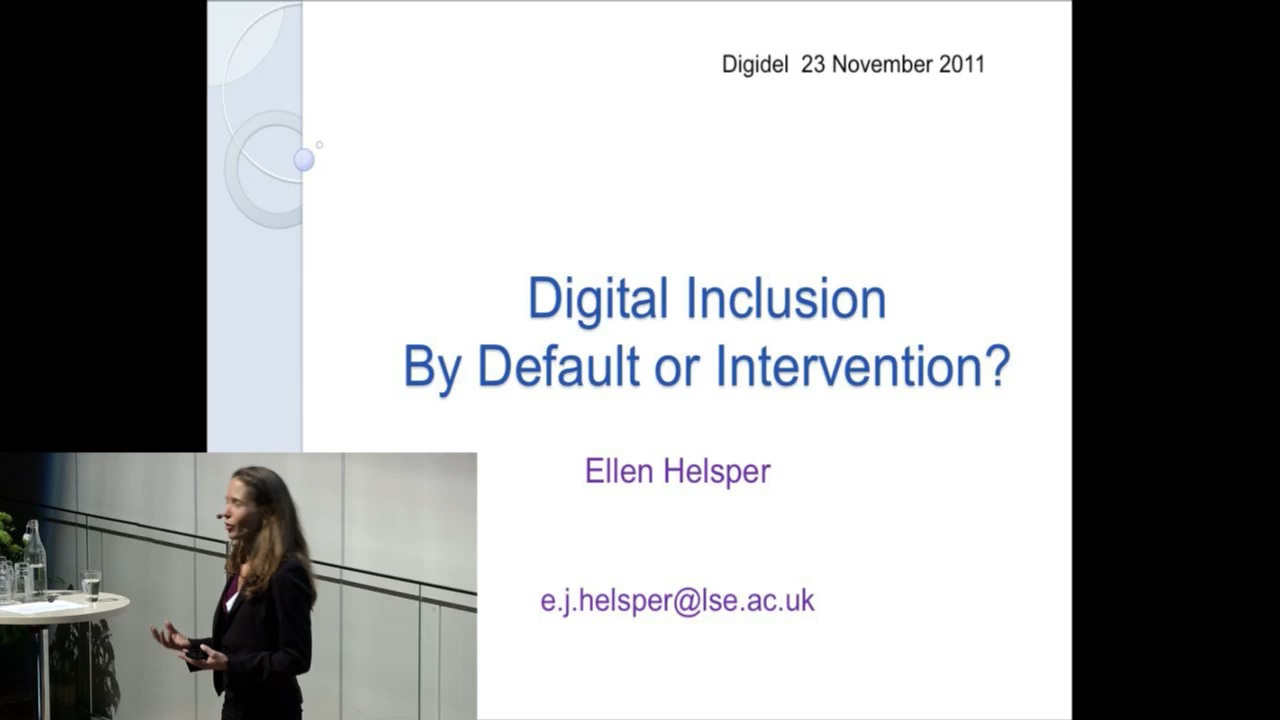 Digidel 23 November 2011
Digital Inclusion
By Default or Intervention?
Ellen Helsper
e.j.helsper@lse.ac.uk